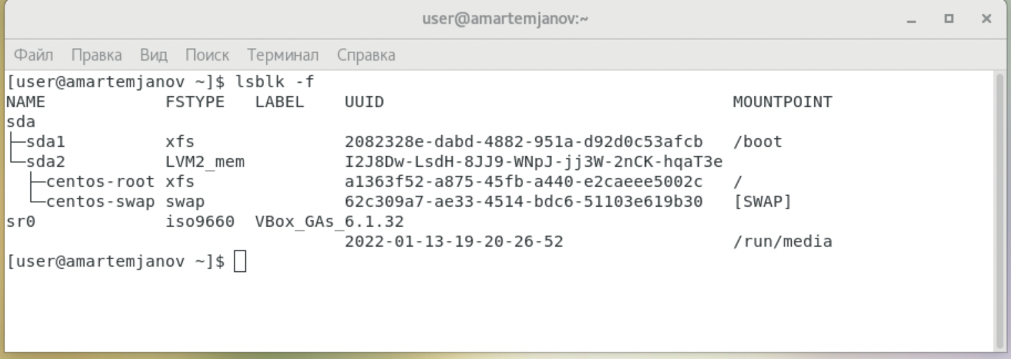 user@amartemjanov:~
Файл Правка Вид Поиск Терминал Справка
[user@amartemjanov ~]$ lsblk -f
NAME            FSTYPE   LABEL    UUID                                   MOUNTPOINT
sda
├─sda1          xfs               2082328e-dabd-4882-951a-d92d0c53afcb   /boot
└─sda2          LVM2_mem          I2J8Dw-LsdH-8JJ9-WNpJ-jj3W-2nCK-hqaT3e
  ├─centos-root xfs               a1363f52-a875-45fb-a440-e2caeee5002c   /
  └─centos-swap swap              62c309a7-ae33-4514-bdc6-51103e619b30   [SWAP]
sr0             iso9660  VBox_GAs_6.1.32
                                  2022-01-13-19-20-26-52                 /run/media
[user@amartemjanov ~]$